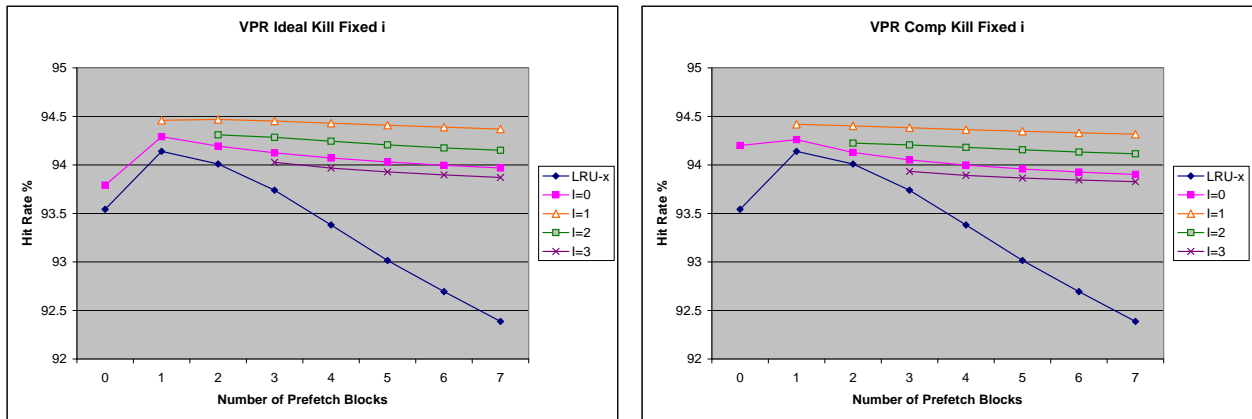 VPR Ideal Kill Fixed i
95
94.5
94
93.5
93
92.5
92
Hit Rate %
0 1 2 3 4 5 6 7
Number of Prefetch Blocks
LRU-x
I=0
I=1
I=2
I=3
VPR Comp Kill Fixed i
95
94.5
94
93.5
93
92.5
92
Hit Rate %
0 1 2 3 4 5 6 7
Number of Prefetch Blocks
LRU-x
I=0
I=1
I=2
I=3